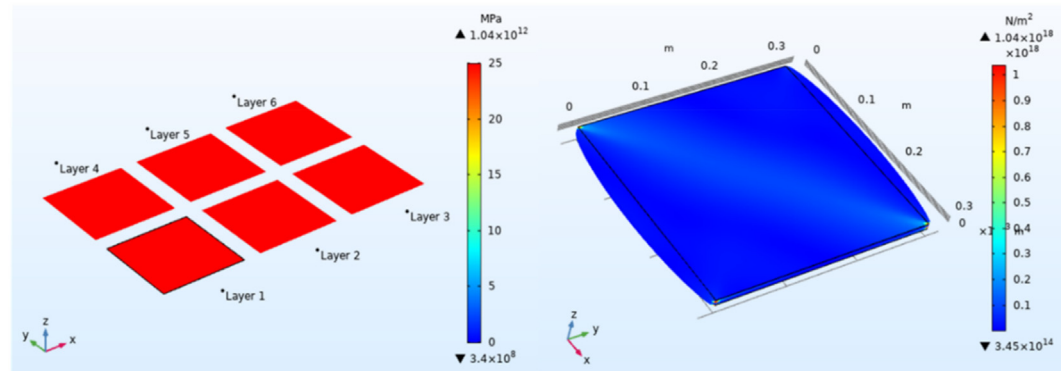 MPa
▲ 1.04×10¹²
25
20
15
10
5
0
▼ 3.4×10⁸
Layer 6
Layer 5
Layer 4
Layer 3
Layer 2
Layer 1
z
y
x
N/m²
▲ 1.04×10¹⁸
×10¹⁸
1
0.9
0.8
0.7
0.6
0.5
0.4
0.3
0.2
0.1
▼ 3.45×10¹⁴
m
0
0.1
0.2
0.3
0
0.1
m
0.2
0.3
0
m
z
y
x